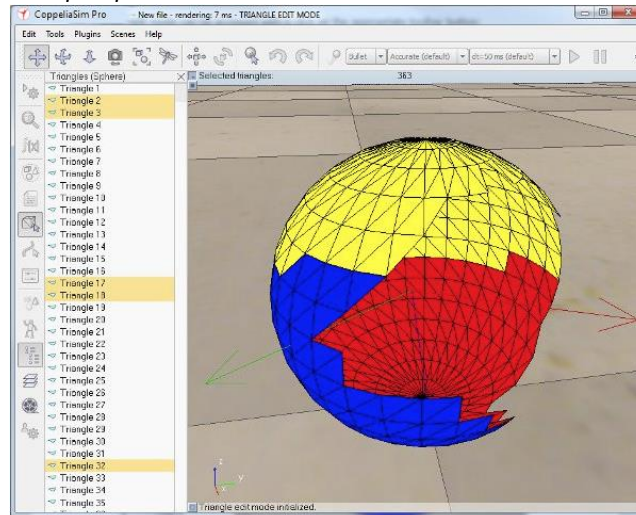 CoppeliaSim Pro - New file - rendering: 7 ms - TRIANGLE EDIT MODE
Edit Tools Plugins Scenes Help
Bullet Accurate (default) dt: 50 ms (default)
Triangles (Sphere)
Selected triangles: 363
Triangle 1
Triangle 2
Triangle 3
Triangle 4
Triangle 5
Triangle 6
Triangle 7
Triangle 8
Triangle 9
Triangle 10
Triangle 11
Triangle 12
Triangle 13
Triangle 14
Triangle 15
Triangle 16
Triangle 17
Triangle 18
Triangle 19
Triangle 20
Triangle 21
Triangle 22
Triangle 23
Triangle 24
Triangle 25
Triangle 26
Triangle 27
Triangle 28
Triangle 29
Triangle 30
Triangle 31
Triangle 32
Triangle 33
Triangle 34
Triangle 35
f(x)
z
y
x
Triangle edit mode initialized.